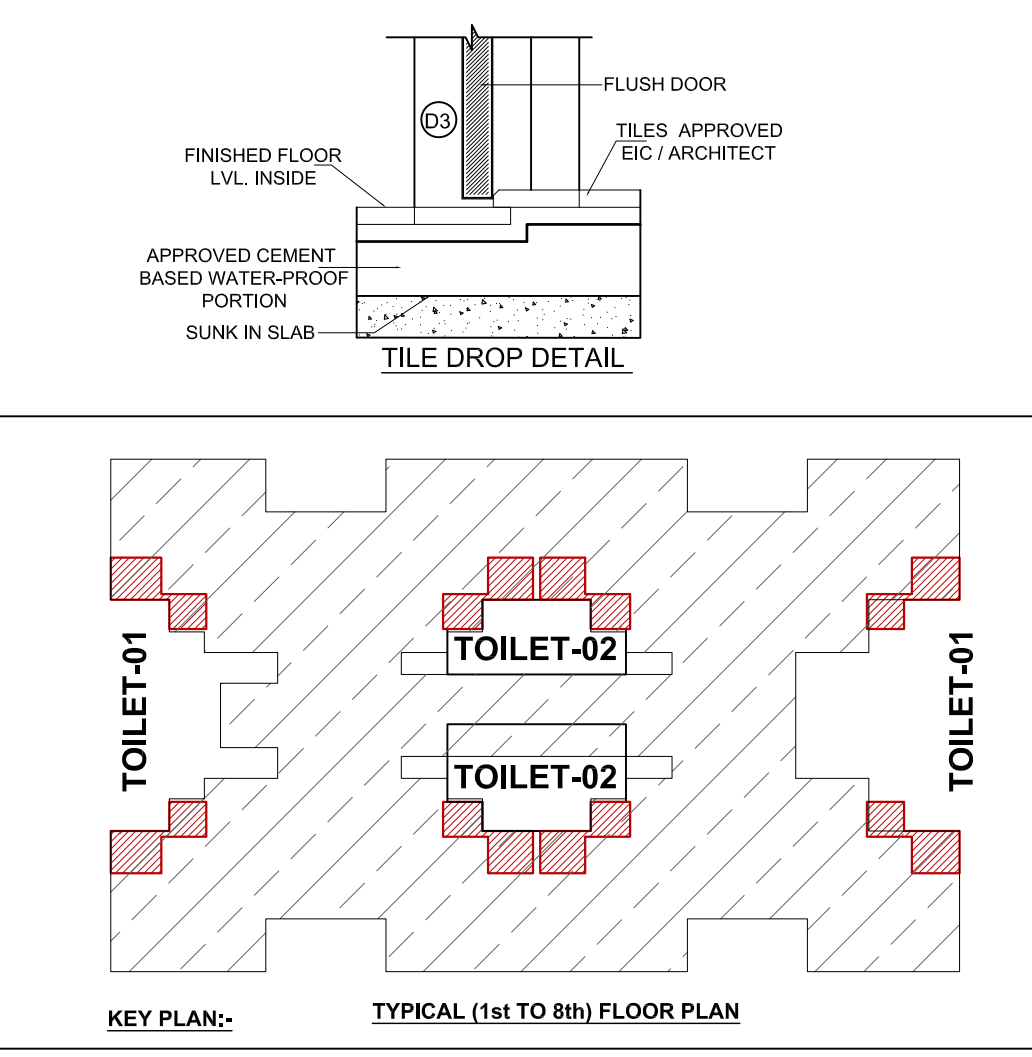 FLUSH DOOR
D3
TILES APPROVED
EIC / ARCHITECT
FINISHED FLOOR
LVL. INSIDE
APPROVED CEMENT
BASED WATER-PROOF
PORTION
SUNK IN SLAB
TILE DROP DETAIL
TOILET-01
TOILET-02
TOILET-01
TOILET-02
KEY PLAN:-
TYPICAL (1st TO 8th) FLOOR PLAN